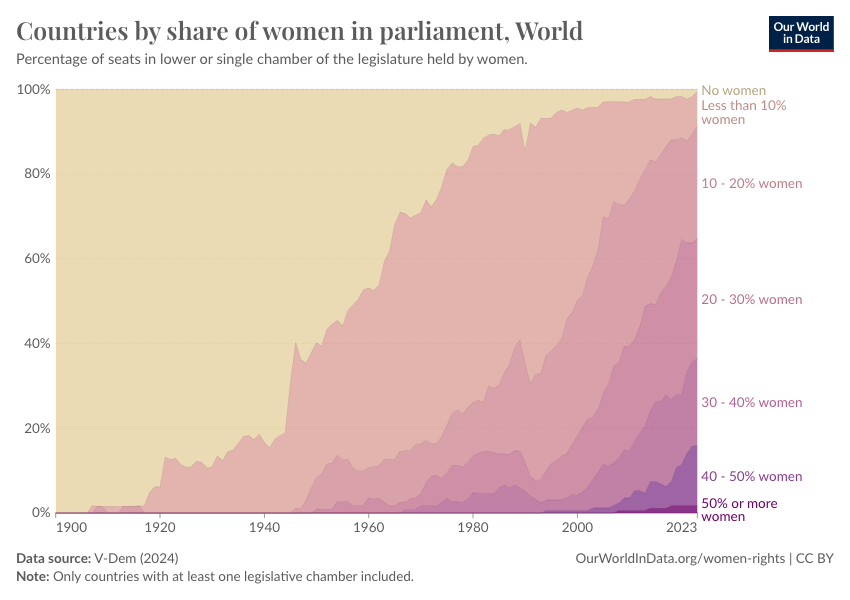 Countries by share of women in parliament, World
Our World
in Data
Percentage of seats in lower or single chamber of the legislature held by women.
100%
80%
60%
40%
20%
0%
No women
Less than 10%
women
10 - 20% women
20 - 30% women
30 - 40% women
40 - 50% women
50% or more
women
1900
1920
1940
1960
1980
2000
2023
Data source: V-Dem (2024)
OurWorldinData.org/women-rights | CC BY
Note: Only countries with at least one legislative chamber included.